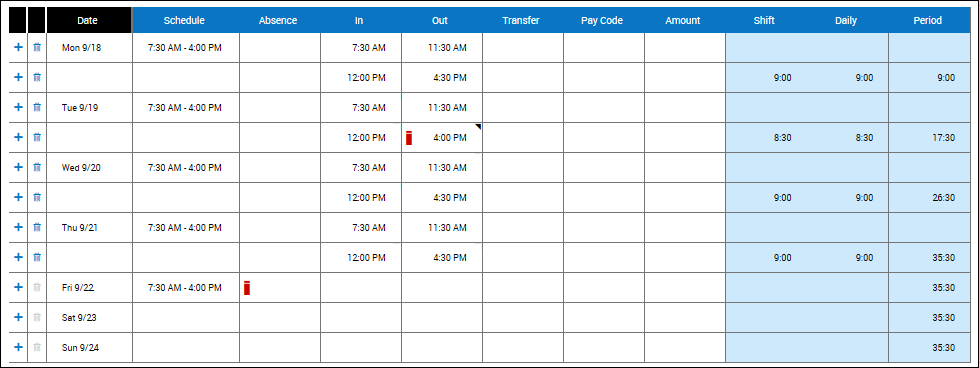 Date Schedule Absence In Out Transfer Pay Code Amount Shift Daily Period
+ Mon 9/18 7:30 AM - 4:00 PM 7:30 AM 11:30 AM
+ 12:00 PM 4:30 PM 9:00 9:00 9:00
+ Tue 9/19 7:30 AM - 4:00 PM 7:30 AM 11:30 AM
+ 12:00 PM 4:00 PM 8:30 8:30 17:30
+ Wed 9/20 7:30 AM - 4:00 PM 7:30 AM 11:30 AM
+ 12:00 PM 4:30 PM 9:00 9:00 26:30
+ Thu 9/21 7:30 AM - 4:00 PM 7:30 AM 11:30 AM
+ 12:00 PM 4:30 PM 9:00 9:00 35:30
+ Fri 9/22 7:30 AM - 4:00 PM 35:30
+ Sat 9/23 35:30
+ Sun 9/24 35:30